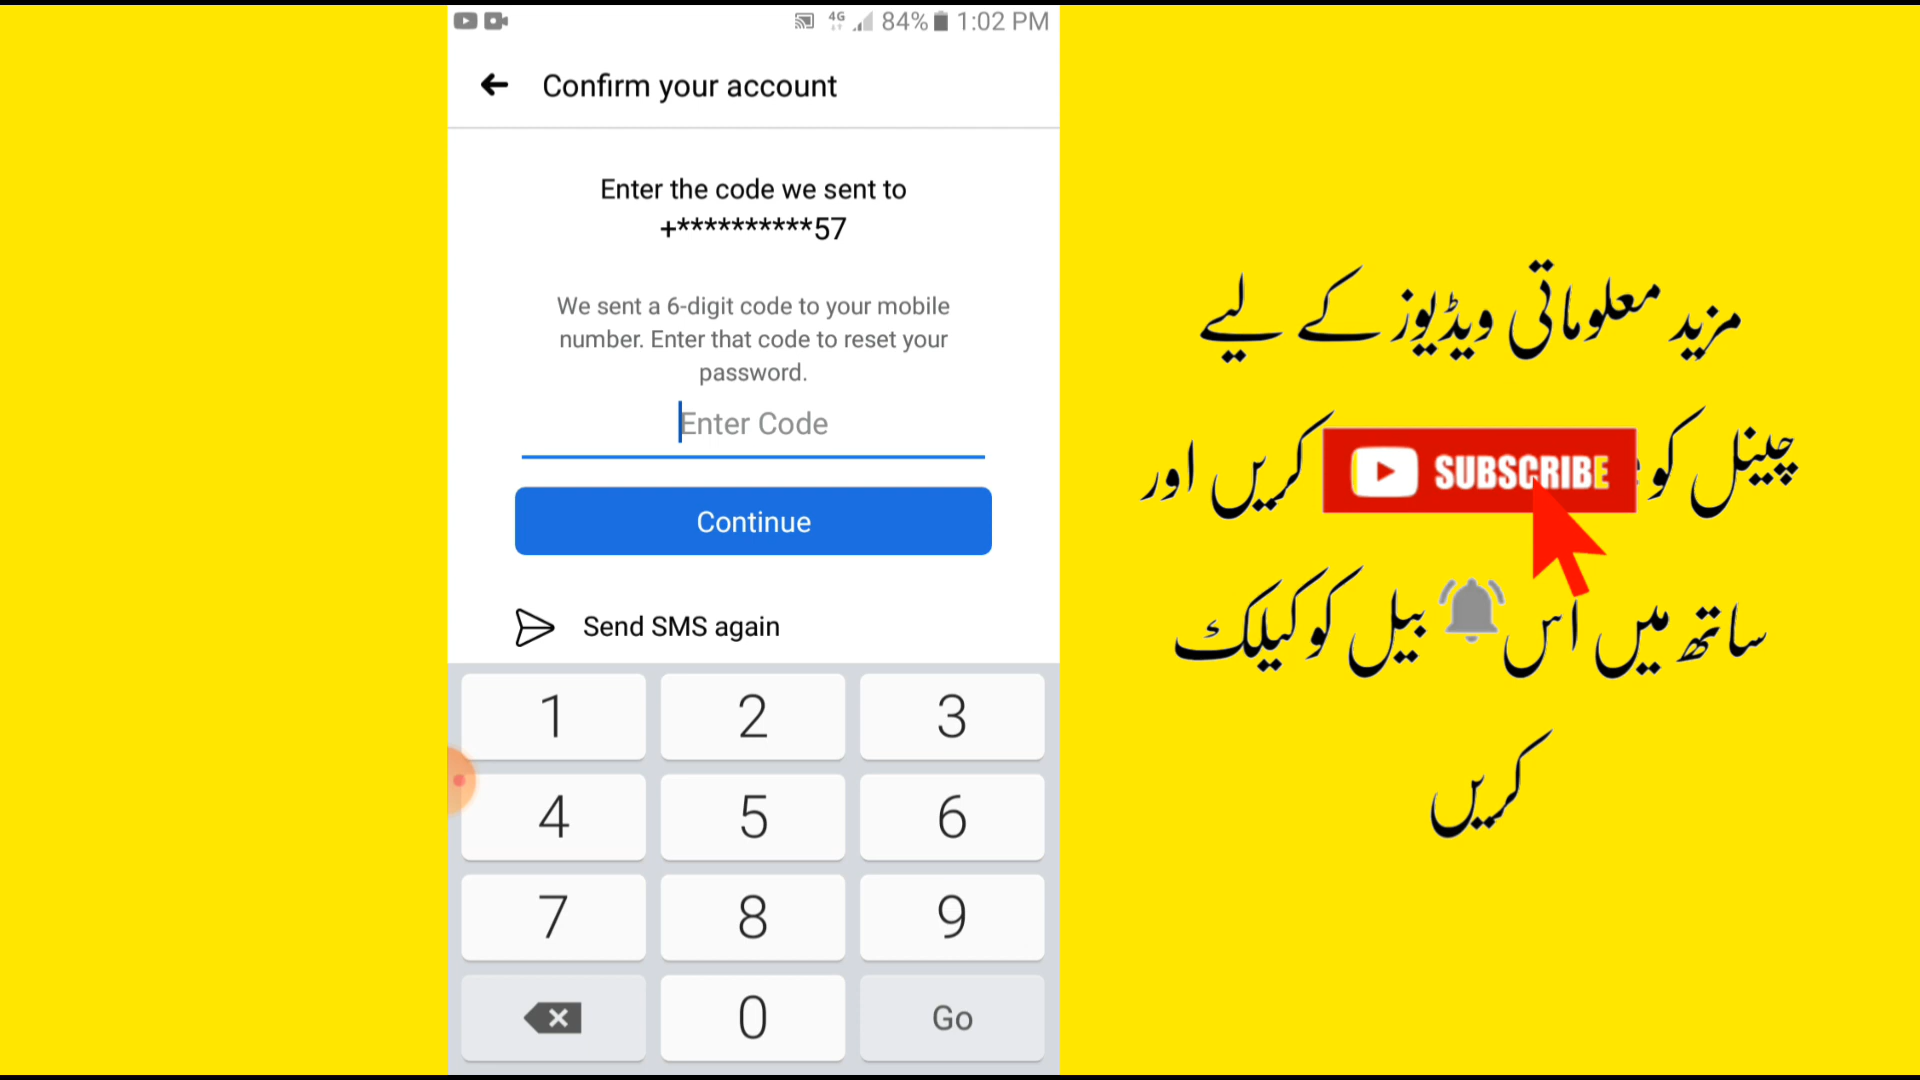 4G 84% 1:02 PM
Confirm your account
Enter the code we sent to
+**********57
We sent a 6-digit code to your mobile
number. Enter that code to reset your
password.
Enter Code
Continue
Send SMS again
1 2 3
4 5 6
7 8 9
0 Go
مزید معلوماتی ویڈیوز کے لیے
چینل کو SUBSCRIBE کریں اور
ساتھ میں اس بیل کو کیلک
کریں